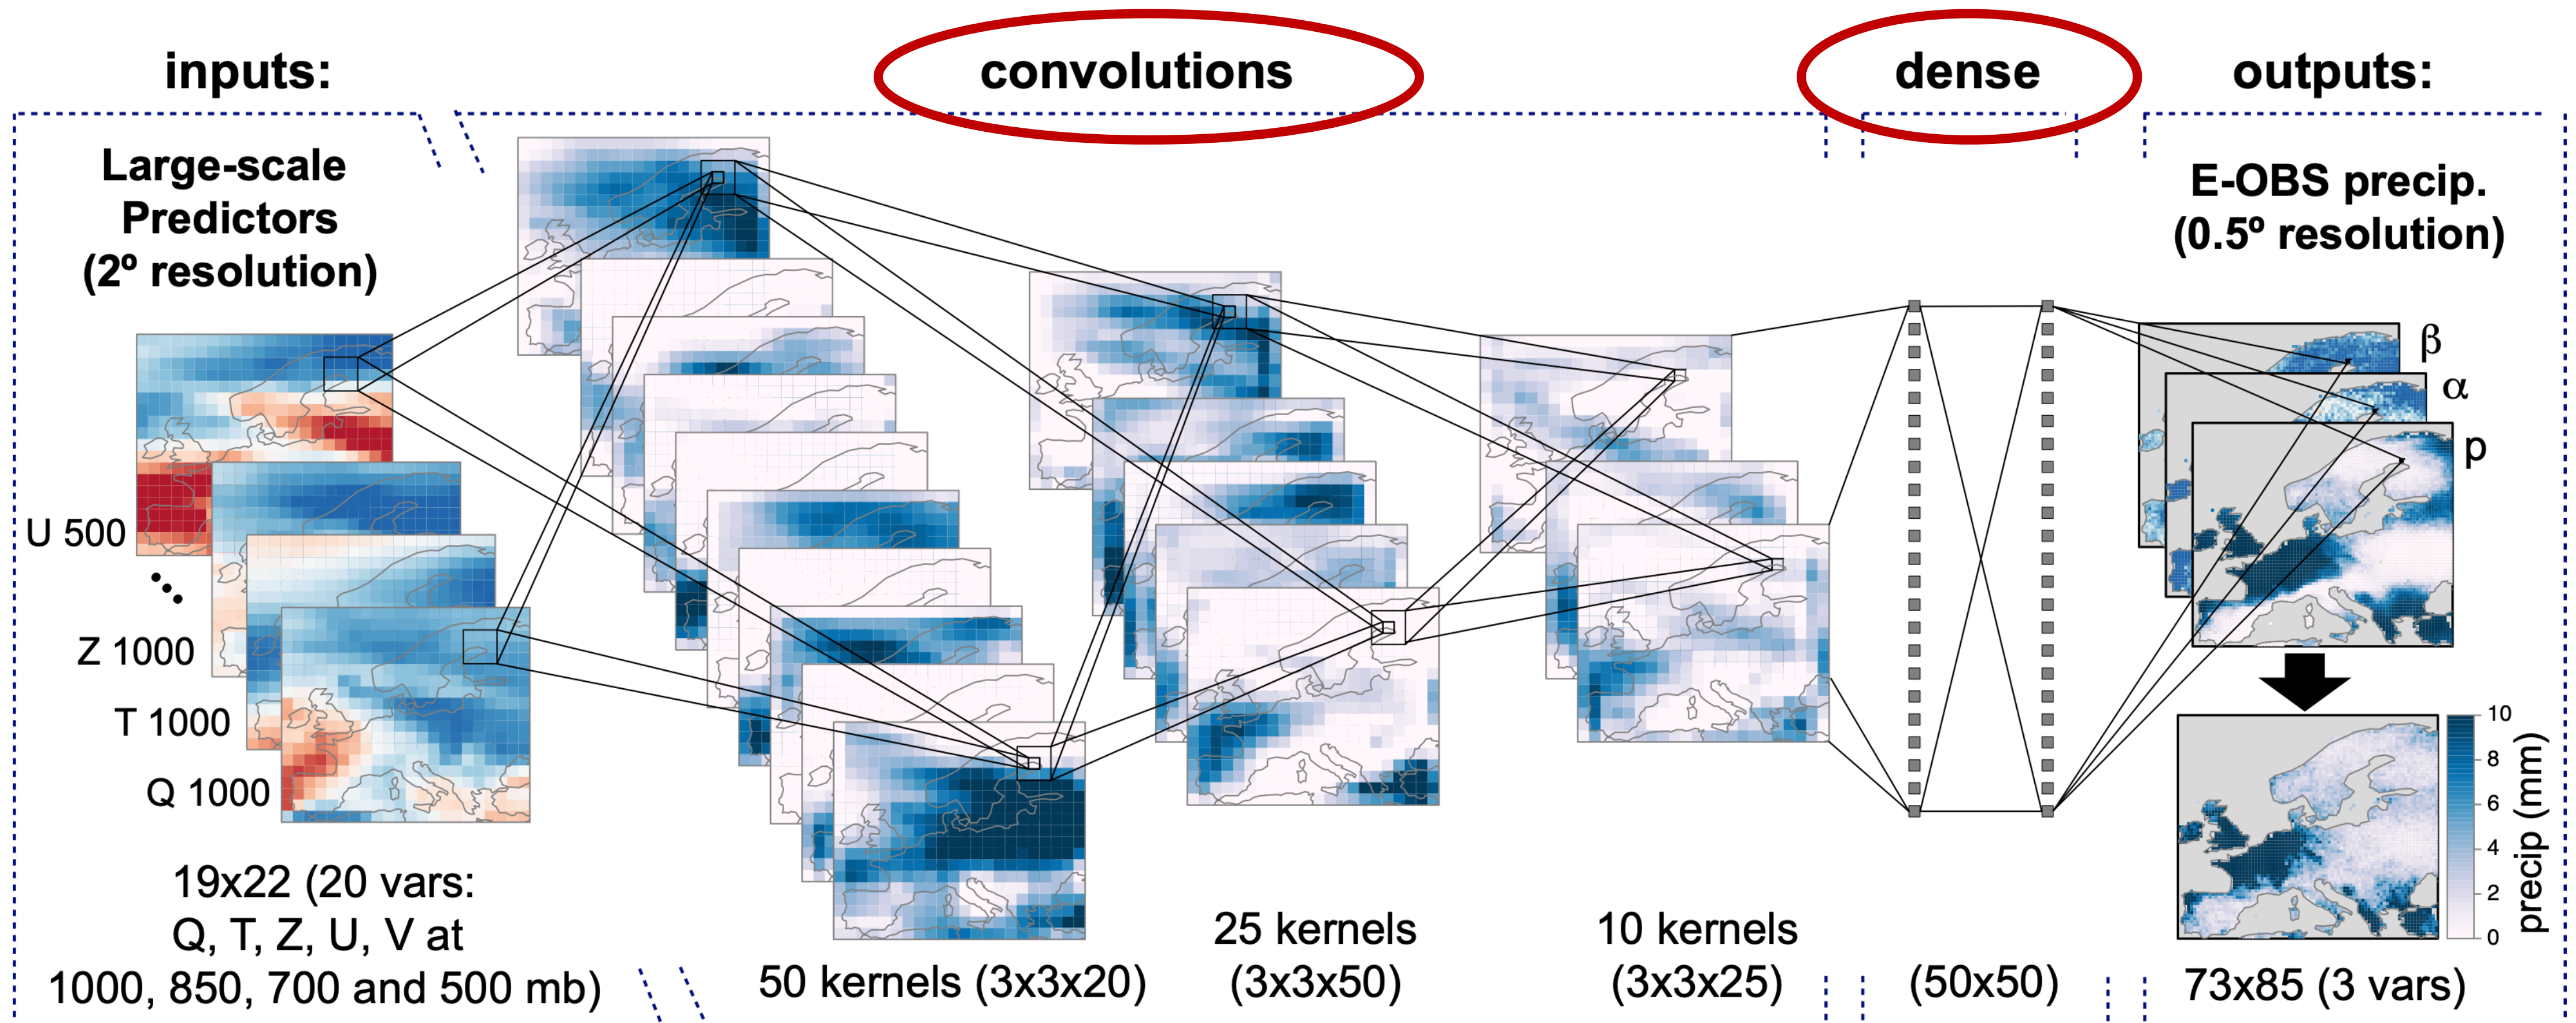 inputs:
convolutions
dense
outputs:
Large-scale
Predictors
(2º resolution)
U 500
Z 1000
T 1000
Q 1000
19x22 (20 vars:
Q, T, Z, U, V at
1000, 850, 700 and 500 mb)
50 kernels (3x3x20)
25 kernels
(3x3x50)
10 kernels
(3x3x25)
(50x50)
E-OBS precip.
(0.5º resolution)
β
α
p
10
8
6
4
2
0
precip (mm)
73x85 (3 vars)